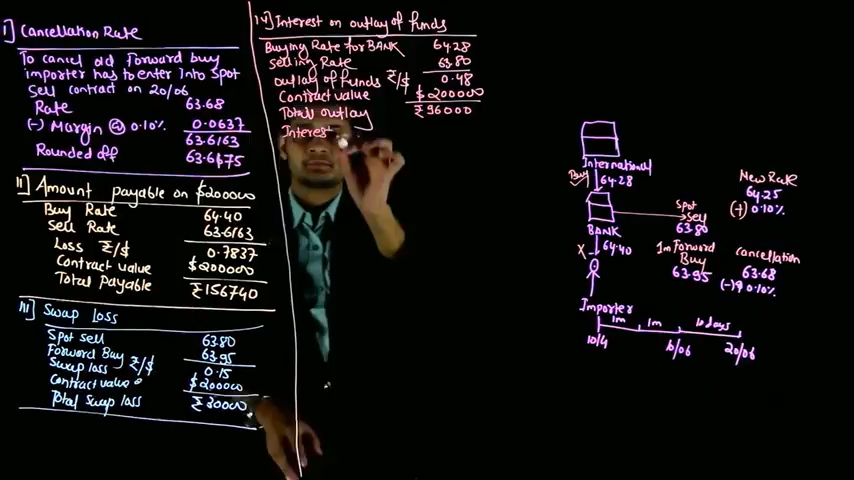 I] Cancellation Rate
To cancel old forward buy
importer has to enter Into Spot
Sell contract on 20/06
Rate 63.68
(-) Margin @ 0.10% 0.0637
63.6163
Rounded off 63.6175
II] Amount payable on $200000
Buy Rate 64.40
Sell Rate 63.6163
Loss ₹/$ 0.7837
Contract value $200000
Total Payable ₹156740
III] Swap Loss
Spot sell 63.80
Forward Buy 63.95
Swap loss ₹/$ 0.15
Contract value $200000
Total swap loss ₹30000
IV] Interest on outlay of funds
Buying Rate for BANK 64.28
Selling Rate 63.80
Outlay of funds ₹/$ 0.48
Contract value $200000
Total outlay ₹96000
Interest
International
Buy 64.28
BANK
X 64.40
Importer
Spot
Sell
63.80
1m Forward
Buy
63.95
New Rate
64.25
(+) 0.10%
Cancellation
63.68
0.10%
1m 1m 10 days
10/4 20/06